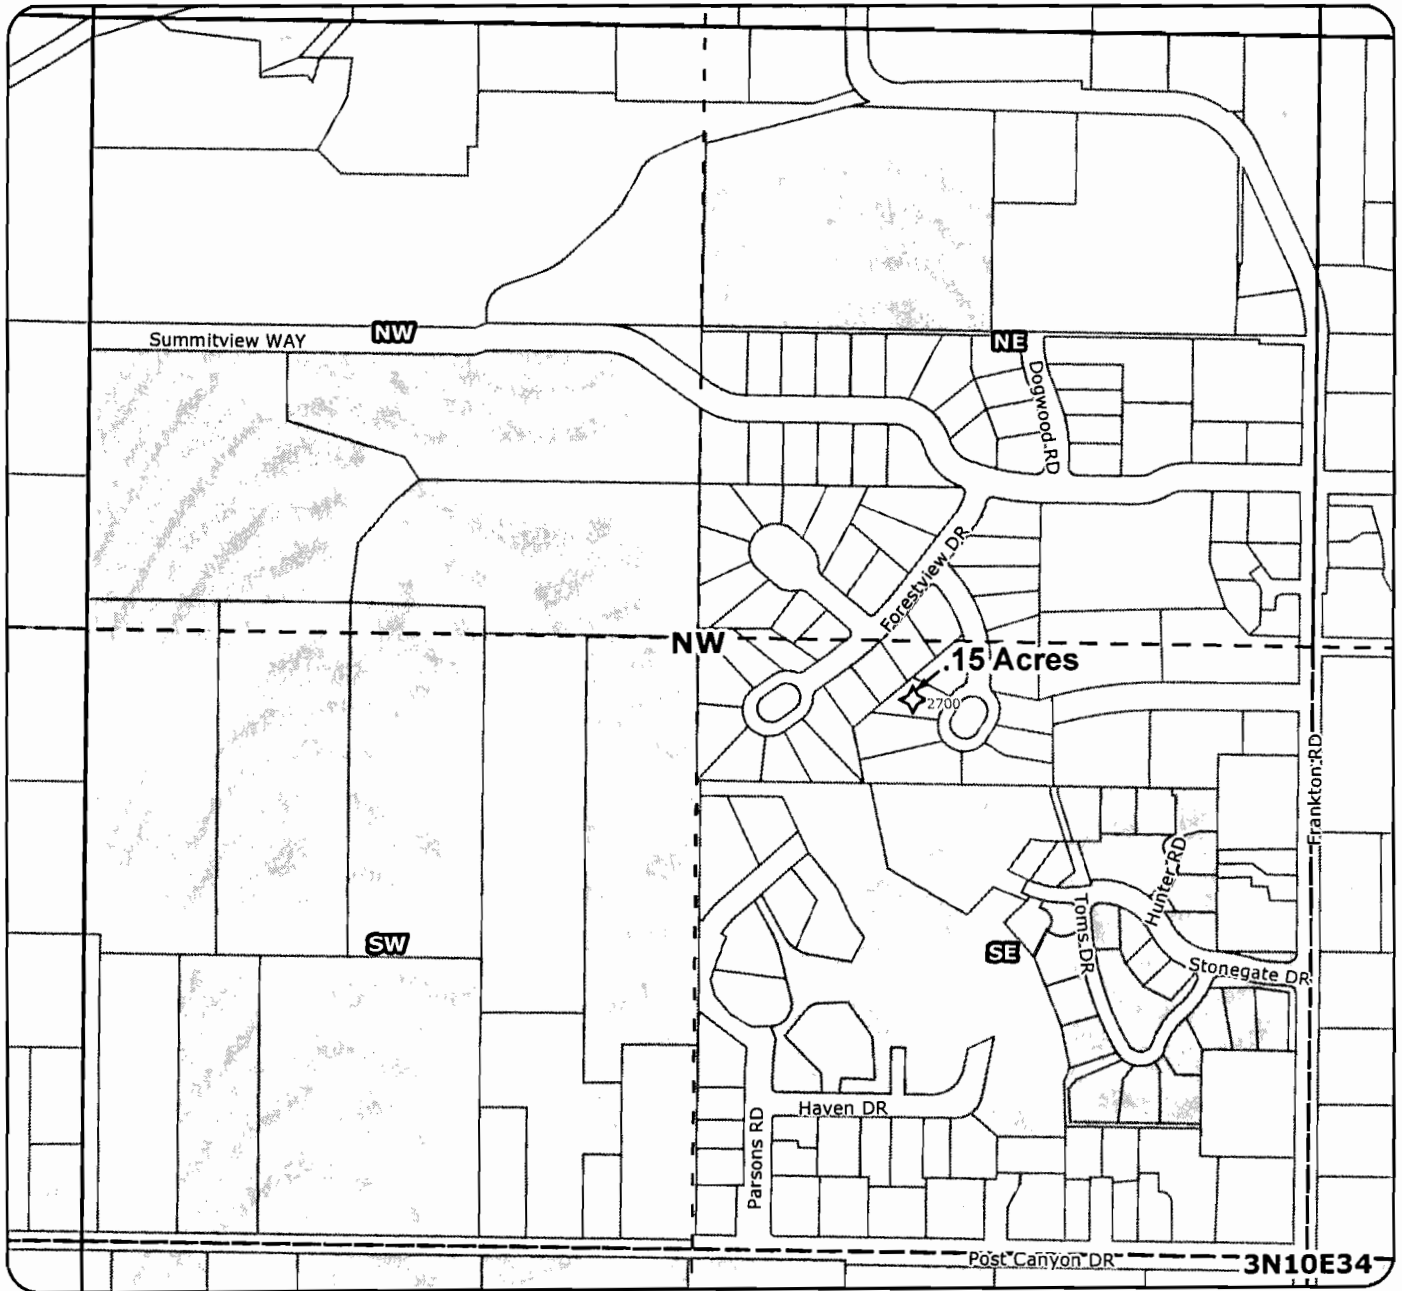 Summitview WAY
NW
NE
Dogwood RD
Forestview DR
NW
.15 Acres
2700
Frankton RD
Hunter RD
Tons DR
SW
SE
Stonegate DR
Haven DR
Parsons RD
Post Canyon DR
3N10E34